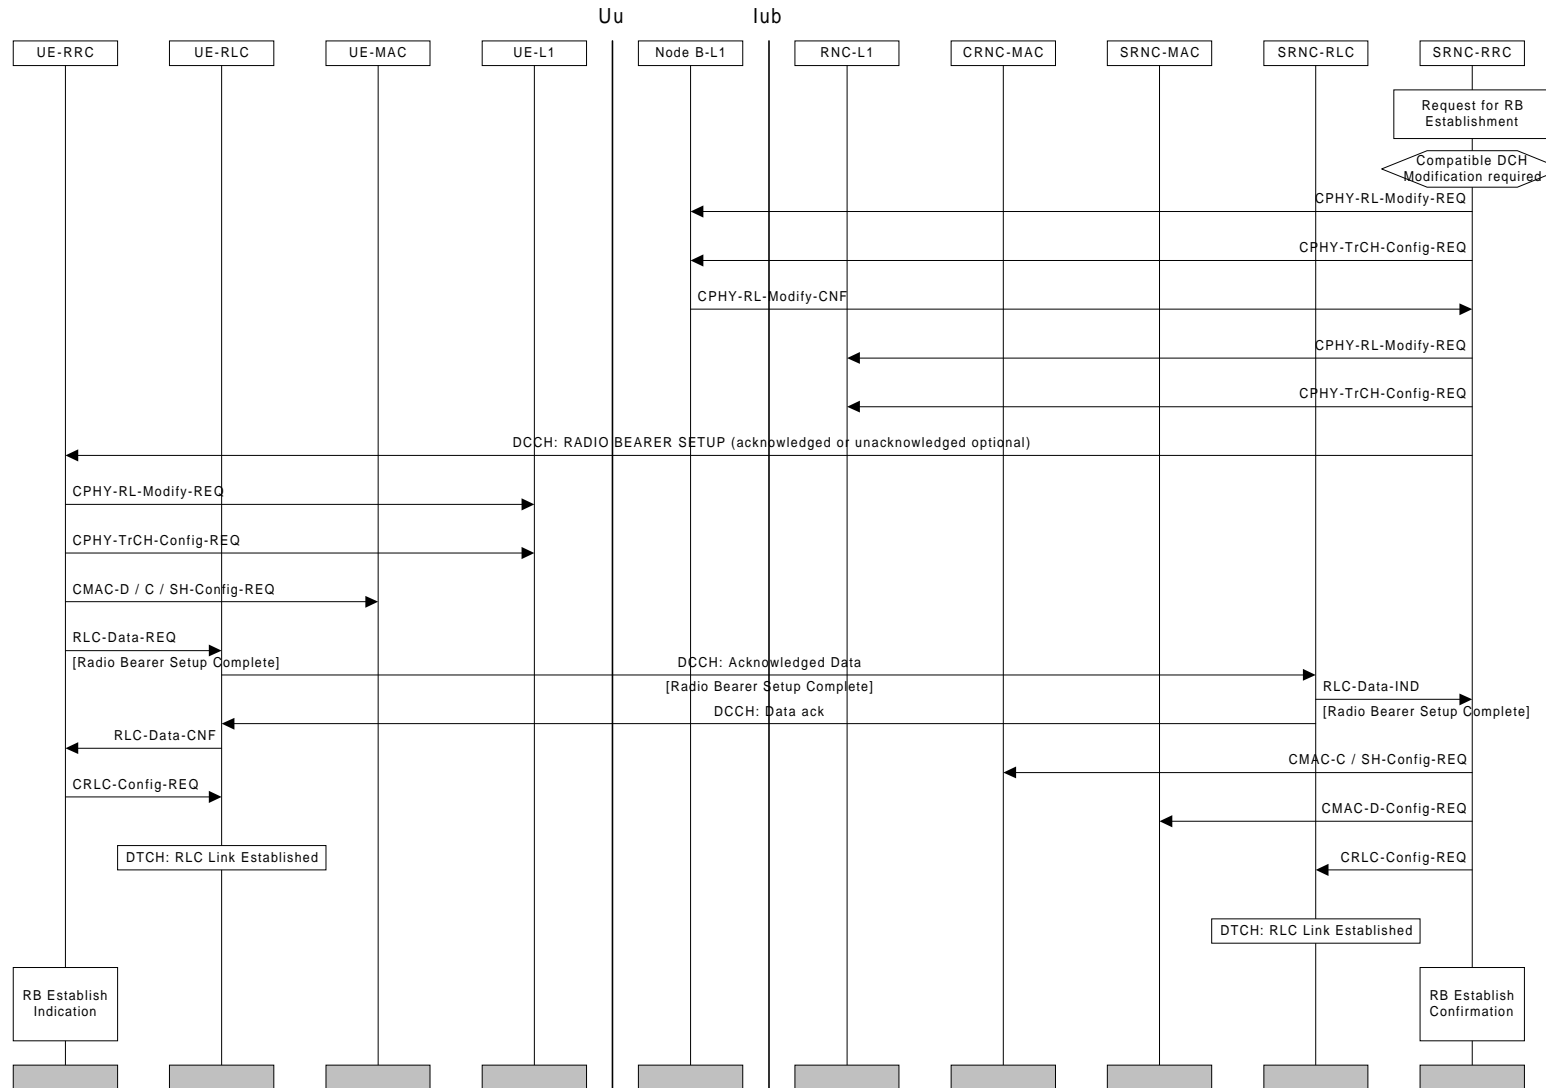 Uu
Iub
UE-RRC
UE-RLC
UE-MAC
UE-L1
Node B-L1
RNC-L1
CRNC-MAC
SRNC-MAC
SRNC-RLC
SRNC-RRC
Request for RB
Establishment
Compatible DCH
Modification required
CPHY-RL-Modify-REQ
CPHY-TrCH-Config-REQ
CPHY-RL-Modify-CNF
CPHY-RL-Modify-REQ
CPHY-TrCH-Config-REQ
DCCH: RADIO BEARER SETUP (acknowledged or unacknowledged optional)
CPHY-RL-Modify-REQ
CPHY-TrCH-Config-REQ
CMAC-D / C / SH-Config-REQ
RLC-Data-REQ
[Radio Bearer Setup Complete]
DCCH: Acknowledged Data
[Radio Bearer Setup Complete]
RLC-Data-IND
[Radio Bearer Setup Complete]
DCCH: Data ack
RLC-Data-CNF
CMAC-C / SH-Config-REQ
CRLC-Config-REQ
CMAC-D-Config-REQ
DTCH: RLC Link Established
CRLC-Config-REQ
DTCH: RLC Link Established
RB Establish
Indication
RB Establish
Confirmation